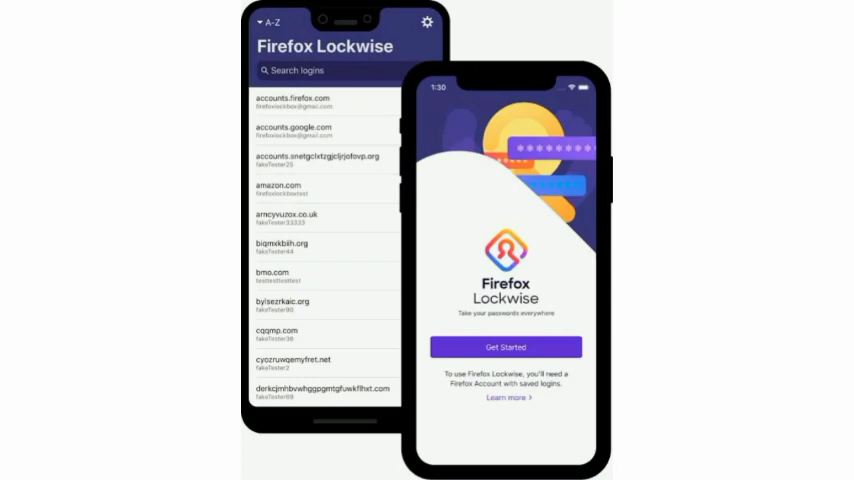 A-Z
Firefox Lockwise
Search logins
accounts.firefox.com
firefoxlockbox@gmail.com
accounts.google.com
firefoxlockbox@gmail.com
accounts.snetgclxtzgjcljrjofovp.org
fakeTester25
amazon.com
firefoxlockboxtest
arncyvuzox.co.uk
fakeTester33333
biqmxkbiih.org
fakeTester44
bmo.com
testtesttesttest
bylsezrkaic.org
fakeTester90
cqqmp.com
fakeTester36
cyozruwqemyfret.net
fakeTester2
derkcjmhbvwhggpgmtgfuwkflhxt.com
fakeTester69
1:30
Firefox
Lockwise
Take your passwords everywhere
Get Started
To use Firefox Lockwise, you'll need a
Firefox Account with saved logins.
Learn more >